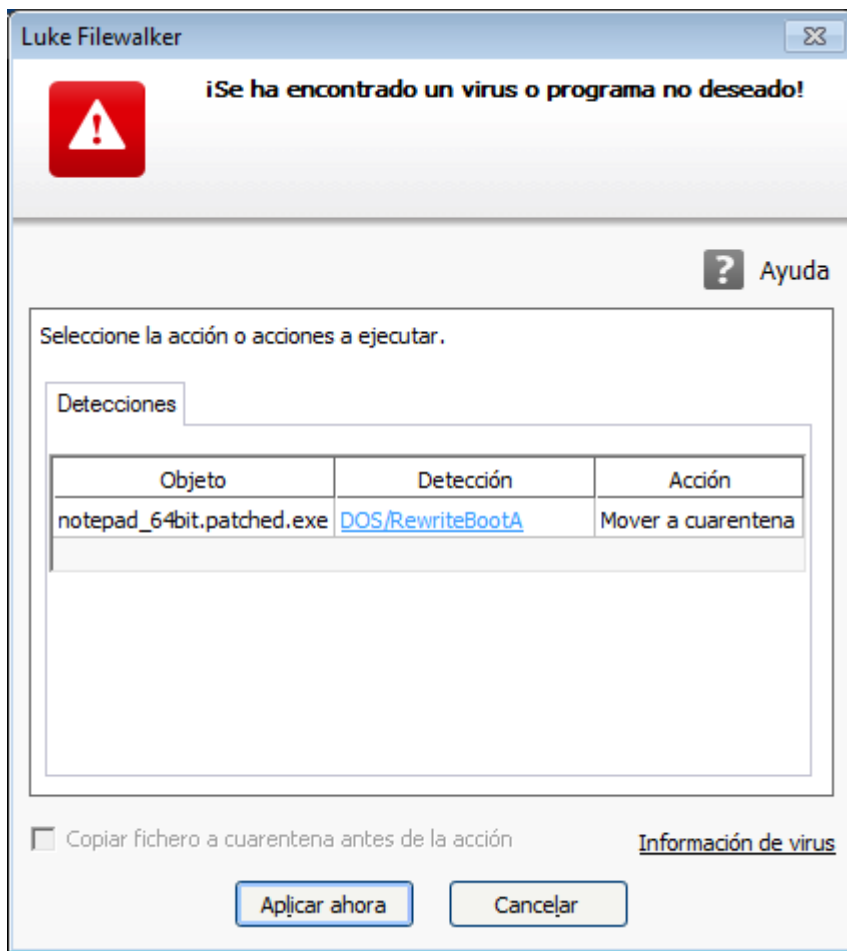 Luke Filewalker
¡Se ha encontrado un virus o programa no deseado!
? Ayuda
Seleccione la acción o acciones a ejecutar.
Detecciones
Objeto Detección Acción
notepad_64bit.patched.exe DOS/RewriteBootA Mover a cuarentena
Copiar fichero a cuarentena antes de la acción
Información de virus
Aplicar ahora Cancelar